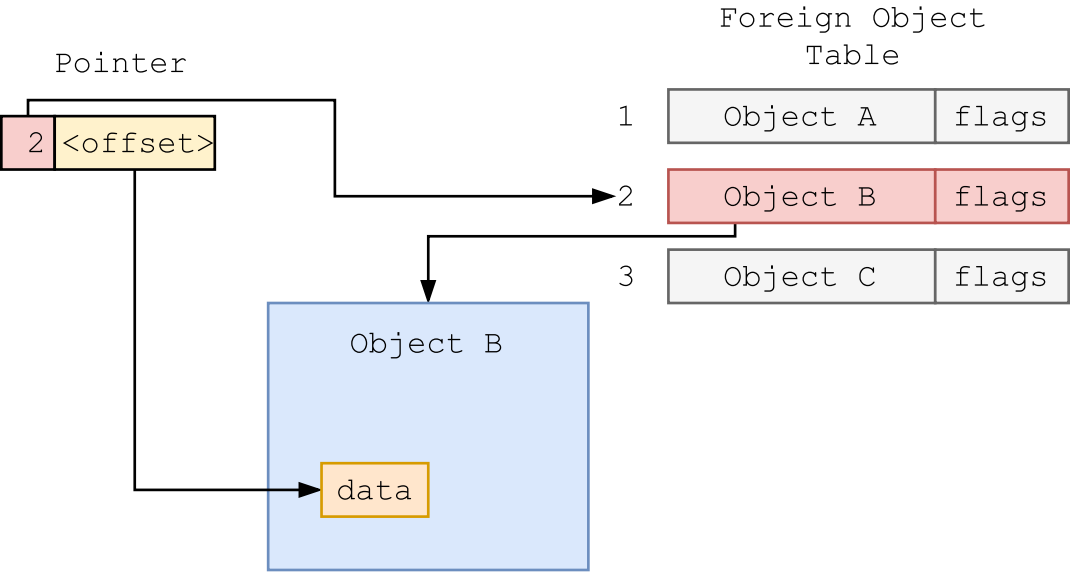 Foreign Object
Table
Pointer
1 Object A flags
2 <offset>
2 Object B flags
3 Object C flags
Object B
data